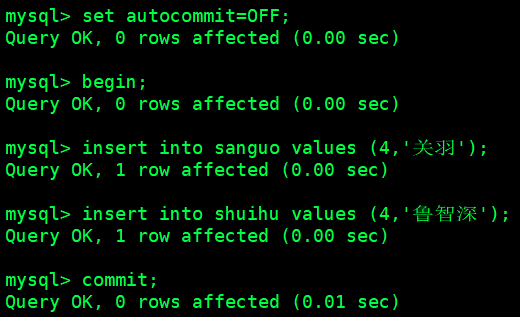 mysql> set autocommit=OFF;
Query OK, 0 rows affected (0.00 sec)
mysql> begin;
Query OK, 0 rows affected (0.00 sec)
mysql> insert into sanguo values (4,'关羽');
Query OK, 1 row affected (0.00 sec)
mysql> insert into shuihu values (4,'鲁智深');
Query OK, 1 row affected (0.00 sec)
mysql> commit;
Query OK, 0 rows affected (0.01 sec)